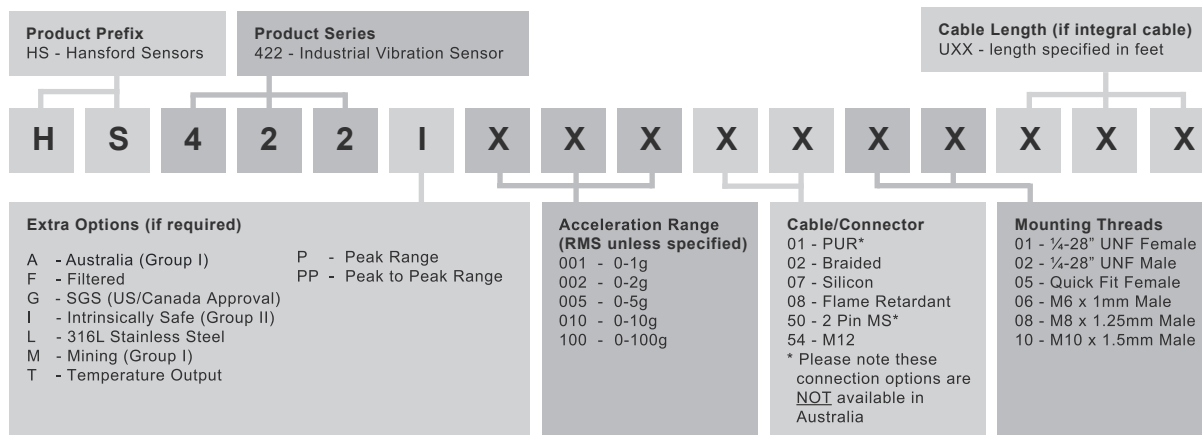 Product Prefix
HS - Hansford Sensors
Product Series
422 - Industrial Vibration Sensor
Cable Length (if integral cable)
UXX - length specified in feet
H S 4 2 2 I X X X X X X X X X X
Extra Options (if required)
A - Australia (Group I)
F - Filtered
G - SGS (US/Canada Approval)
I - Intrinsically Safe (Group II)
L - 316L Stainless Steel
M - Mining (Group I)
T - Temperature Output
P - Peak Range
PP - Peak to Peak Range
Acceleration Range
(RMS unless specified)
001 - 0-1g
002 - 0-2g
005 - 0-5g
010 - 0-10g
100 - 0-100g
Cable/Connector
01 - PUR*
02 - Braided
07 - Silicon
08 - Flame Retardant
50 - 2 Pin MS*
54 - M12
* Please note these
connection options are
NOT available in
Australia
Mounting Threads
01 - ¼-28” UNF Female
02 - ¼-28” UNF Male
05 - Quick Fit Female
06 - M6 x 1mm Male
08 - M8 x 1.25mm Male
10 - M10 x 1.5mm Male